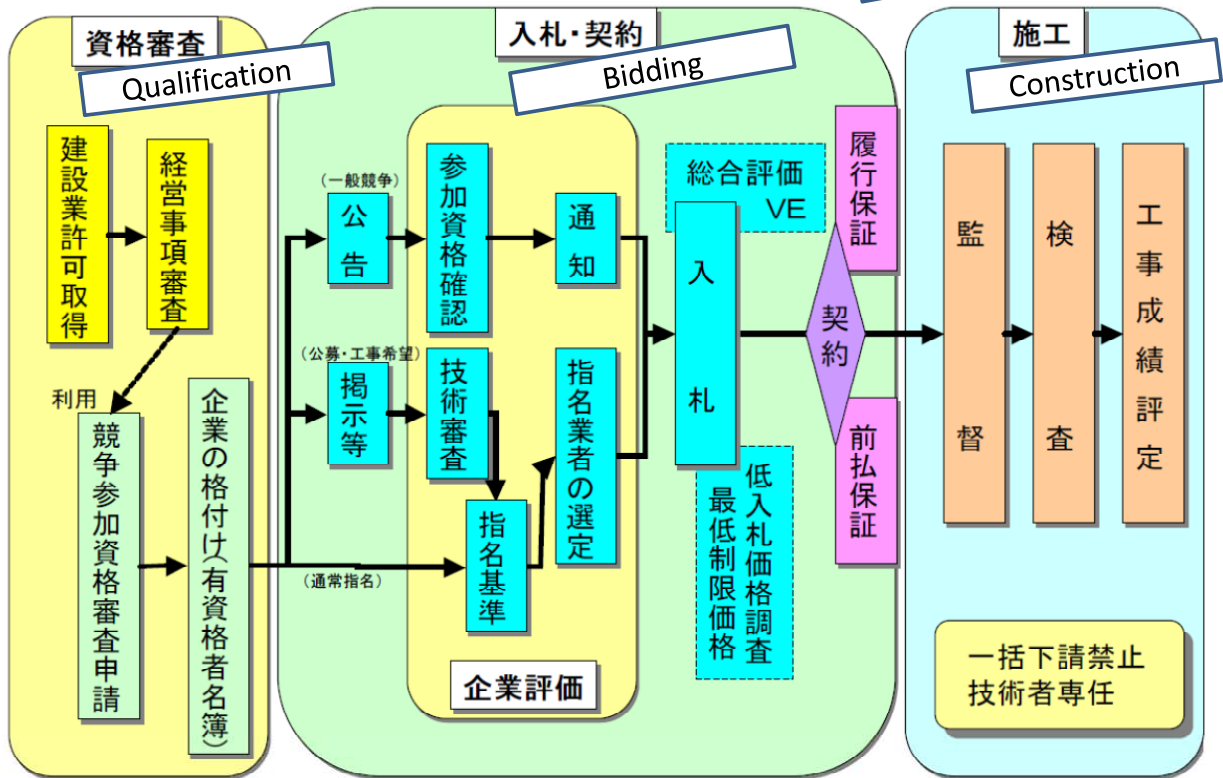 資格審査
Qualification
建設業許可取得
経営事項審査
利用
競争参加資格審査申請
企業の格付け(有資格者名簿)
入札・契約
Bidding
(一般競争)
公告
参加資格確認
通知
(公募・工事希望)
掲示等
技術審査
指名業者の選定
(通常指名)
指名基準
企業評価
総合評価
VE
入札
低入札価格調査
最低制限価格
履行保証
契約
前払保証
施工
Construction
監督
検査
工事成績評定
一括下請禁止
技術者専任